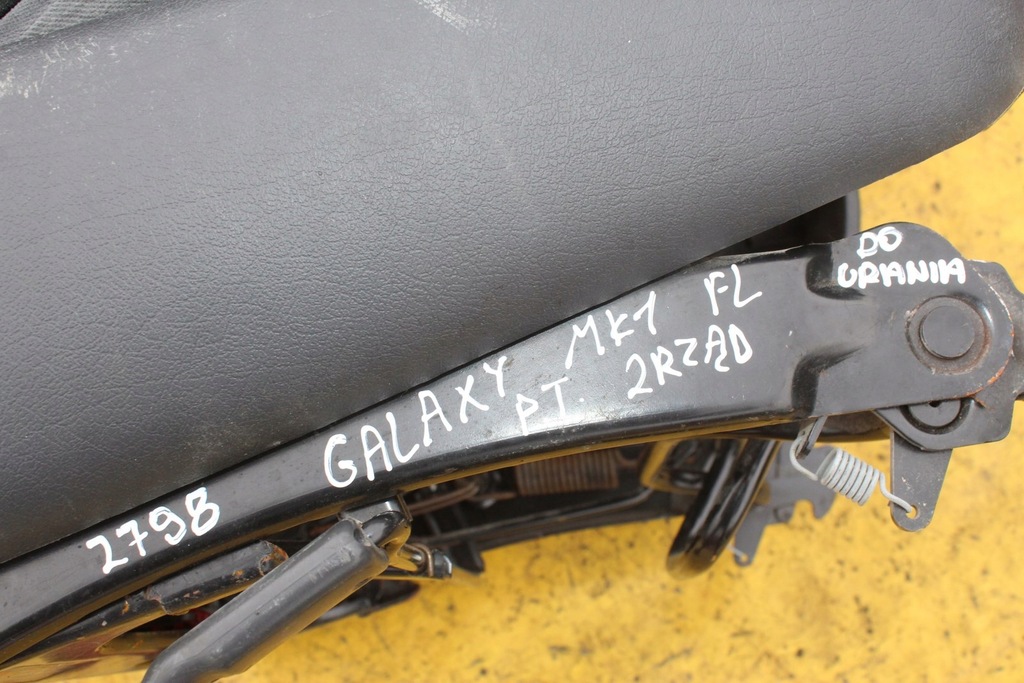 2798
GALAXY MK1 FL
PT. 2RZĄD
DO
URANIA